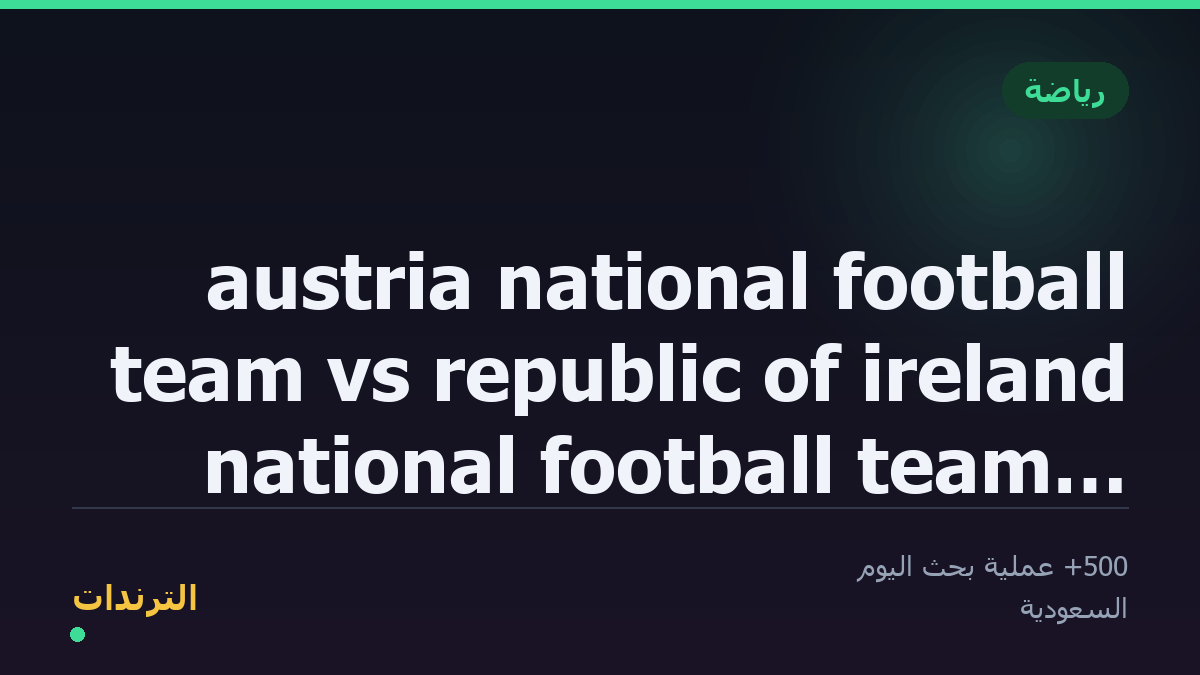 رياضة
austria national football
team vs republic of ireland
national football team...
500+ عملية بحث اليوم
السعودية
الترندات